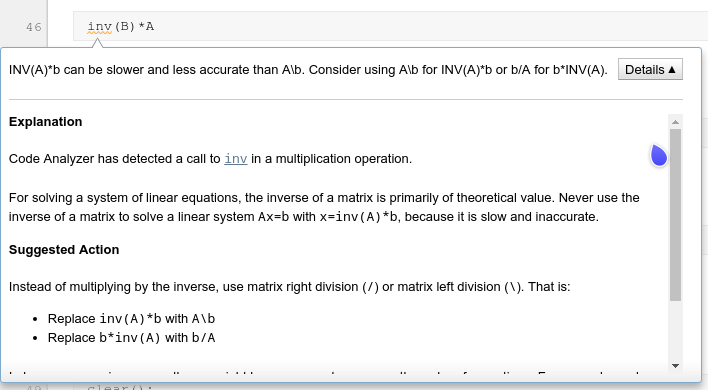 46 inv(B)*A
INV(A)*b can be slower and less accurate than A\b. Consider using A\b for INV(A)*b or b/A for b*INV(A). Details ▲
Explanation
Code Analyzer has detected a call to inv in a multiplication operation.
For solving a system of linear equations, the inverse of a matrix is primarily of theoretical value. Never use the
inverse of a matrix to solve a linear system Ax=b with x=inv(A)*b, because it is slow and inaccurate.
Suggested Action
Instead of multiplying by the inverse, use matrix right division (/) or matrix left division (\). That is:
• Replace inv(A)*b with A\b
• Replace b*inv(A) with b/A